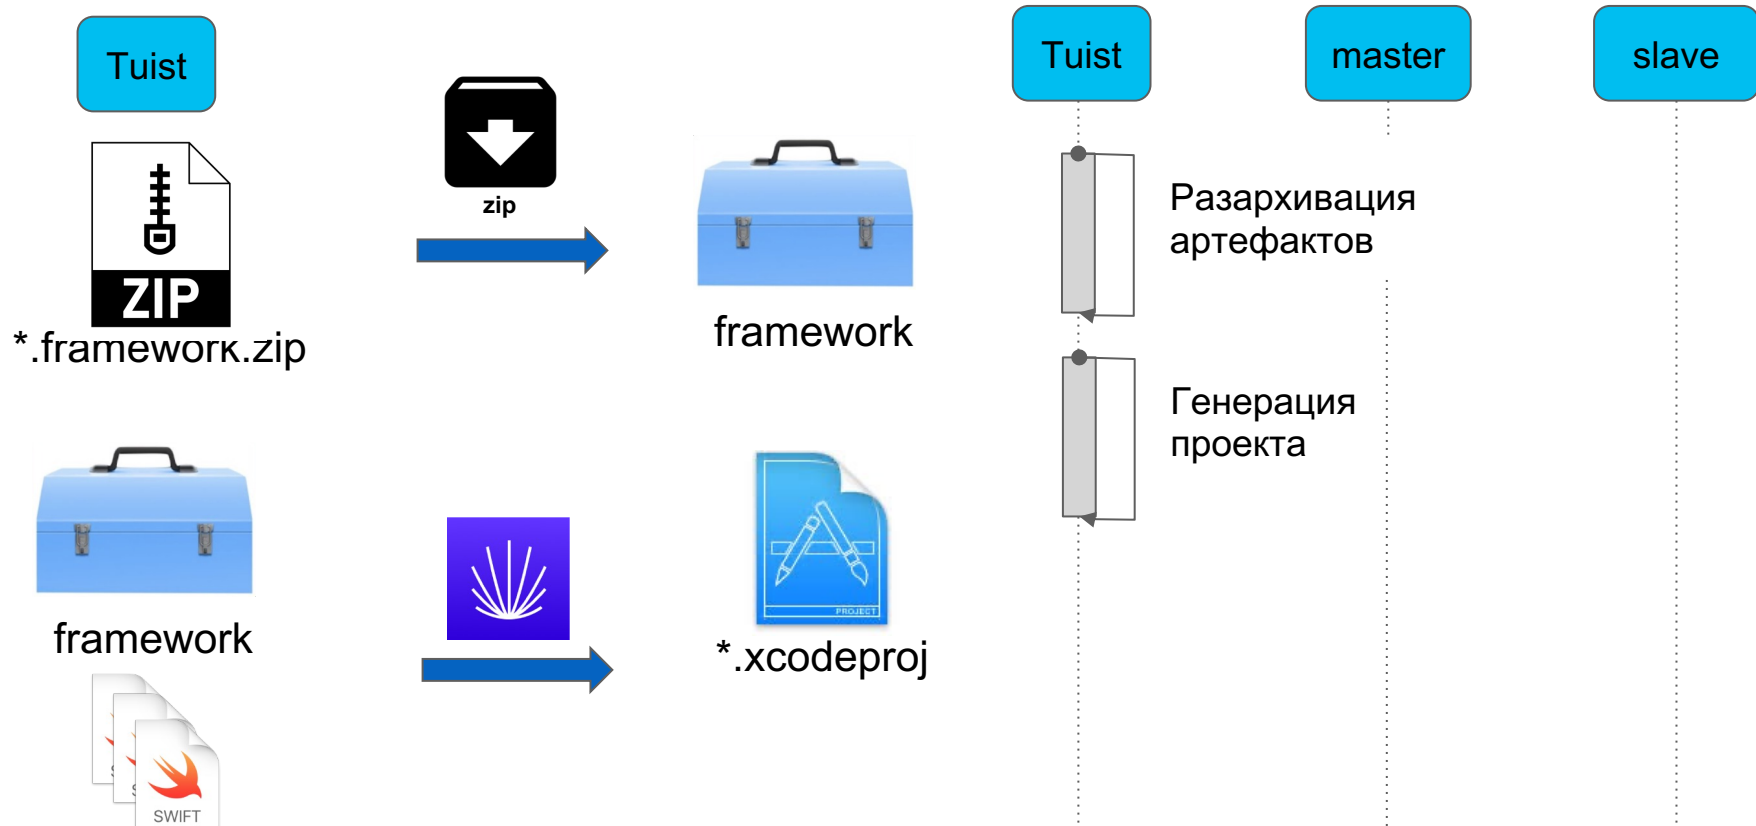 Tuist
ZIP
*.framework.zip
zip
framework
framework
SWIFT
PROJECT
*.xcodeproj
Tuist
master
slave
Разархивация
артефактов
Генерация
проекта